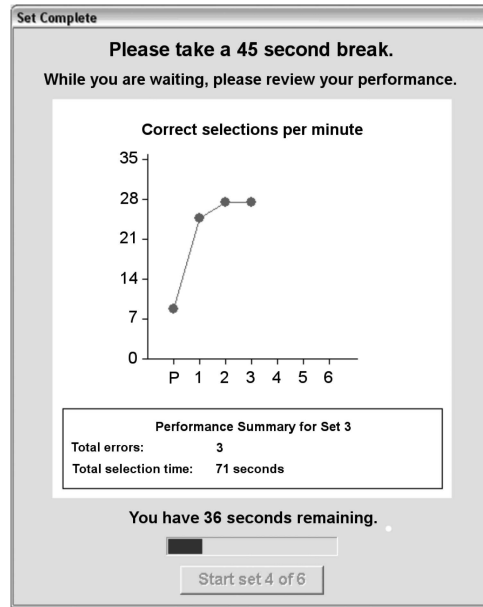 Set Complete
Please take a 45 second break.
While you are waiting, please review your performance.
Correct selections per minute
35
28
21
14
7
0
P 1 2 3 4 5 6
Performance Summary for Set 3
Total errors: 3
Total selection time: 71 seconds
You have 36 seconds remaining.
Start set 4 of 6